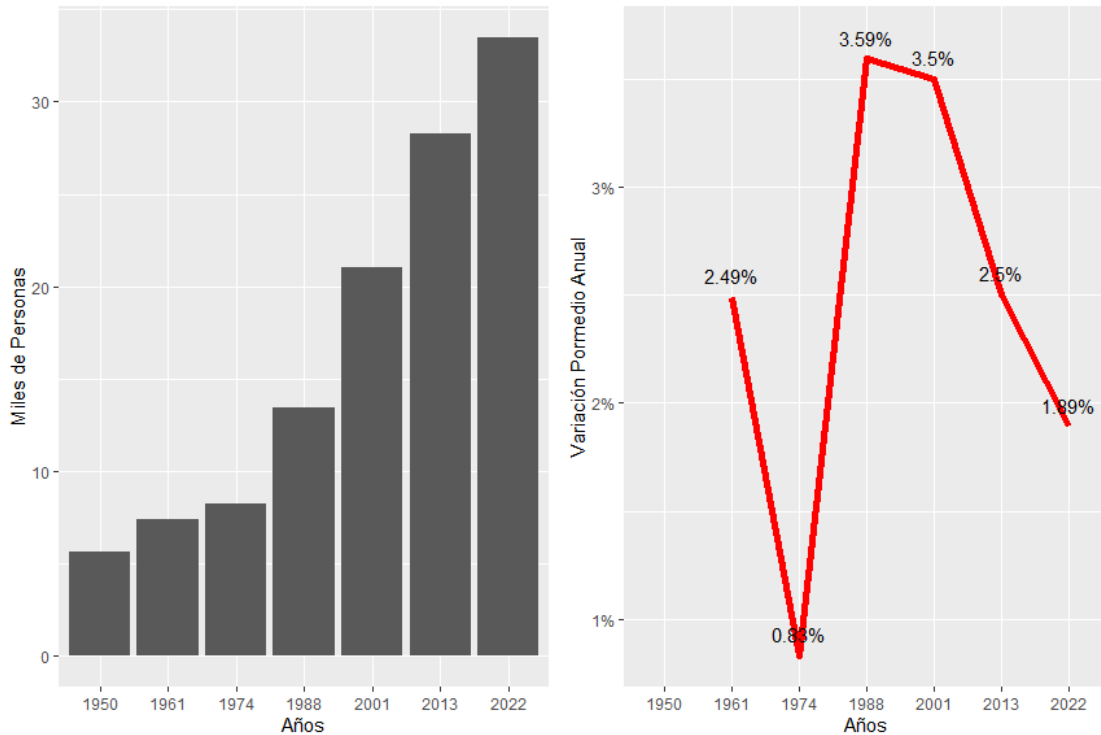 Miles de Personas
30
20
10
0
1950 1961 1974 1988 2001 2013 2022
Años
Variación Pormedio Anual
3%
2%
1%
2.49%
0.83%
3.59%
3.5%
2.5%
1.89%
1950 1961 1974 1988 2001 2013 2022
Años